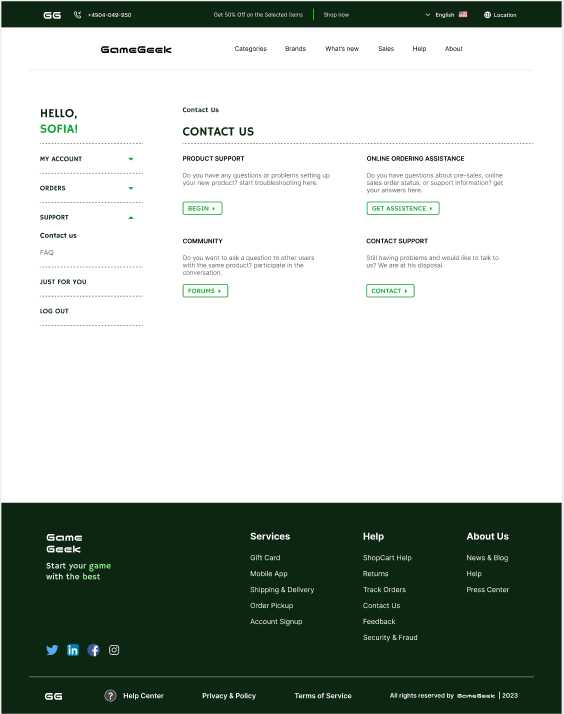 GG
+4904-049-950
Get 50% Off on the Selected items
Shop now
English
Location
GameGeek
Categories
Brands
What's new
Sales
Help
About
HELLO,
SOFIA!
MY ACCOUNT
ORDERS
SUPPORT
Contact us
FAQ
JUST FOR YOU
LOG OUT
Contact Us
CONTACT US
PRODUCT SUPPORT
Do you have any questions or problems setting up
your new product? start troubleshooting here.
BEGIN
ONLINE ORDERING ASSISTANCE
Do you have questions about pre-sales, online
sales order status, or support information? get
your answers here.
GET ASSISTENCE
COMMUNITY
Do you want to ask a question to other users
with the same product? participate in the
conversation.
FORUMS
CONTACT SUPPORT
Still having problems and would like to talk to
us? We are at his disposal.
CONTACT
Game
Geek
Start your game
with the best
Services
Gift Card
Mobile App
Shipping & Delivery
Order Pickup
Account Signup
Help
ShopCart Help
Returns
Track Orders
Contact Us
Feedback
Security & Fraud
About Us
News & Blog
Help
Press Center
GG
Help Center
Privacy & Policy
Terms of Service
All rights reserved by GameGeek | 2023